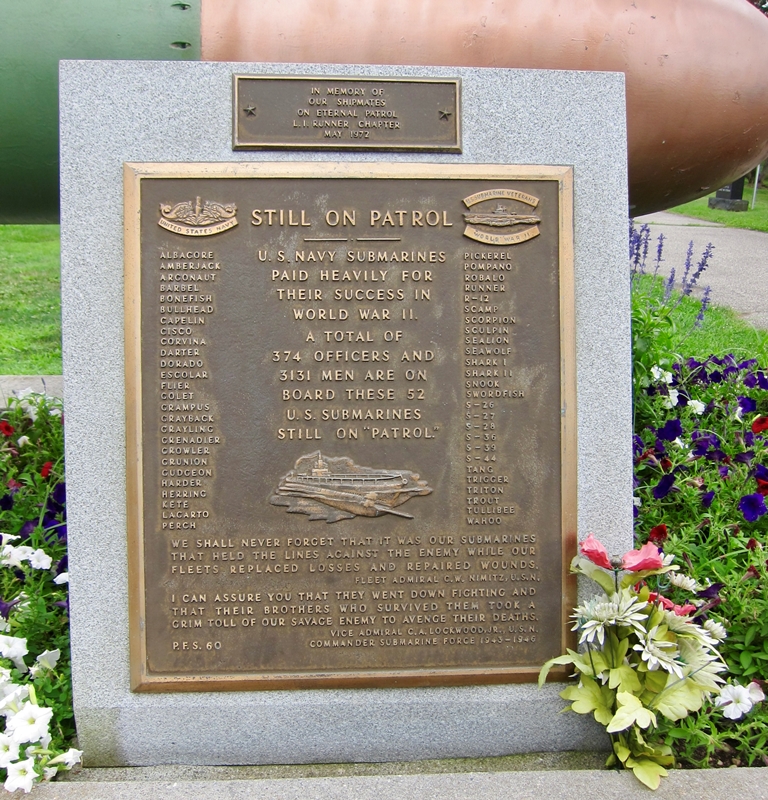 IN MEMORY OF
OUR SHIPMATES
ON ETERNAL PATROL
L.I. RUNNER CHAPTER
MAY 1972
UNITED STATES NAVY
STILL ON PATROL
U.S. SUBMARINE VETERANS
WORLD WAR II
ALBACORE
AMBERJACK
ARGONAUT
BARBEL
BONEFISH
BULLHEAD
CAPELIN
CISCO
CORVINA
DARTER
DORADO
ESCOLAR
FLIER
GOLET
GRAMPUS
GRAYBACK
GRAYLING
GRENADIER
GROWLER
GRUNION
GUDGEON
HARDER
HERRING
KETE
LAGARTO
PERCH
U.S. NAVY SUBMARINES
PAID HEAVILY FOR
THEIR SUCCESS IN
WORLD WAR II.
A TOTAL OF
374 OFFICERS AND
3131 MEN ARE ON
BOARD THESE 52
U.S. SUBMARINES
STILL ON "PATROL."
PICKEREL
POMPANO
ROBALO
RUNNER
R-12
SCAMP
SCORPION
SCULPIN
SEALION
SEAWOLF
SHARK I
SHARK II
SNOOK
SWORDFISH
S-26
S-27
S-28
S-36
S-39
S-44
TANG
TRIGGER
TRITON
TROUT
TULLIBEE
WAHOO
WE SHALL NEVER FORGET THAT IT WAS OUR SUBMARINES
THAT HELD THE LINES AGAINST THE ENEMY WHILE OUR
FLEETS REPLACED LOSSES AND REPAIRED WOUNDS.
FLEET ADMIRAL C.W. NIMITZ, U.S.N.
I CAN ASSURE YOU THAT THEY WENT DOWN FIGHTING AND
THAT THEIR BROTHERS WHO SURVIVED THEM TOOK A
GRIM TOLL OF OUR SAVAGE ENEMY TO AVENGE THEIR DEATHS.
VICE ADMIRAL C.A. LOCKWOOD, JR., U.S.N.
P.F.S. 60
COMMANDER SUBMARINE FORCE 1943-1946